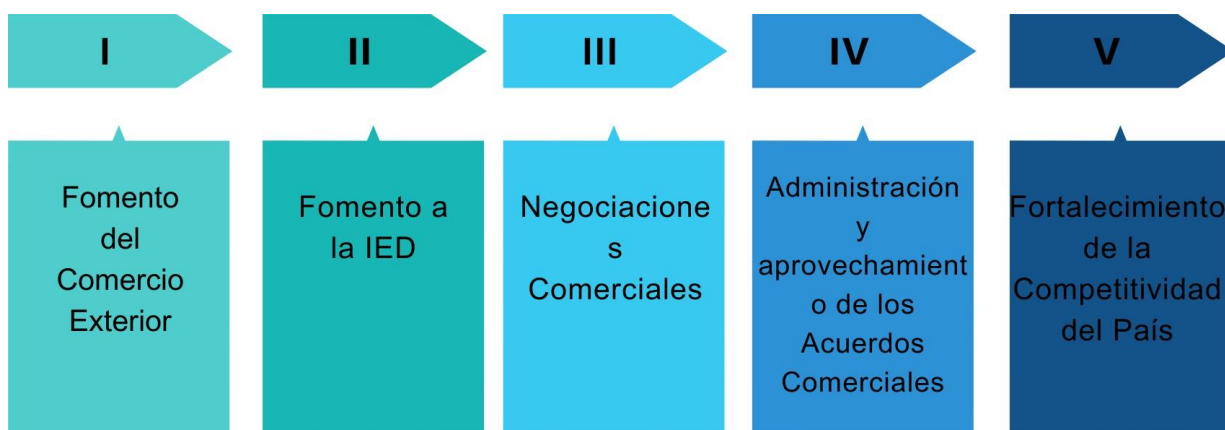 I
II
III
IV
V
Fomento
del
Comercio
Exterior
Fomento a
la IED
Negociacione
s
Comerciales
Administración
y
aprovechamient
o de los
Acuerdos
Comerciales
Fortalecimiento
de la
Competitividad
del País